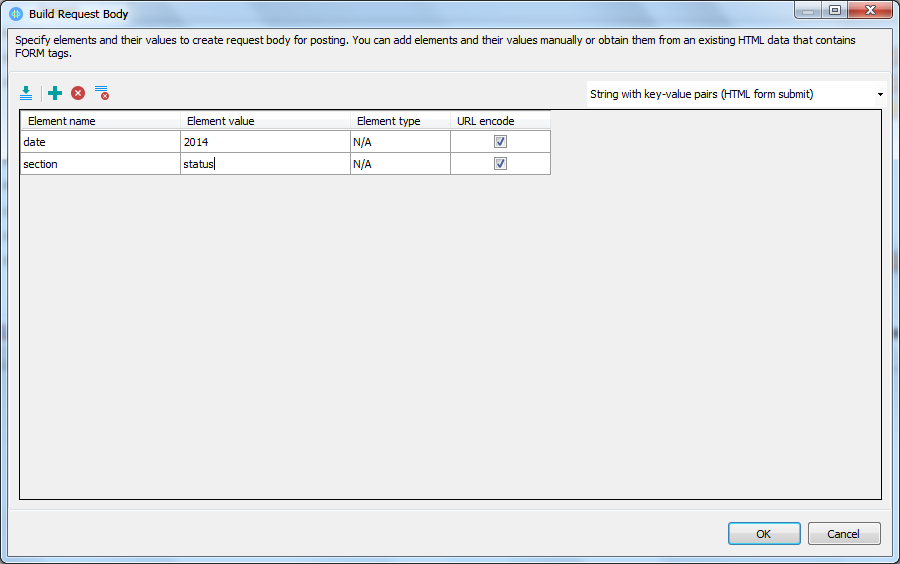 Build Request Body
Specify elements and their values to create request body for posting. You can add elements and their values manually or obtain them from an existing HTML data that contains
FORM tags.
String with key-value pairs (HTML form submit)
Element name Element value Element type URL encode
date 2014 N/A
section status N/A
OK Cancel